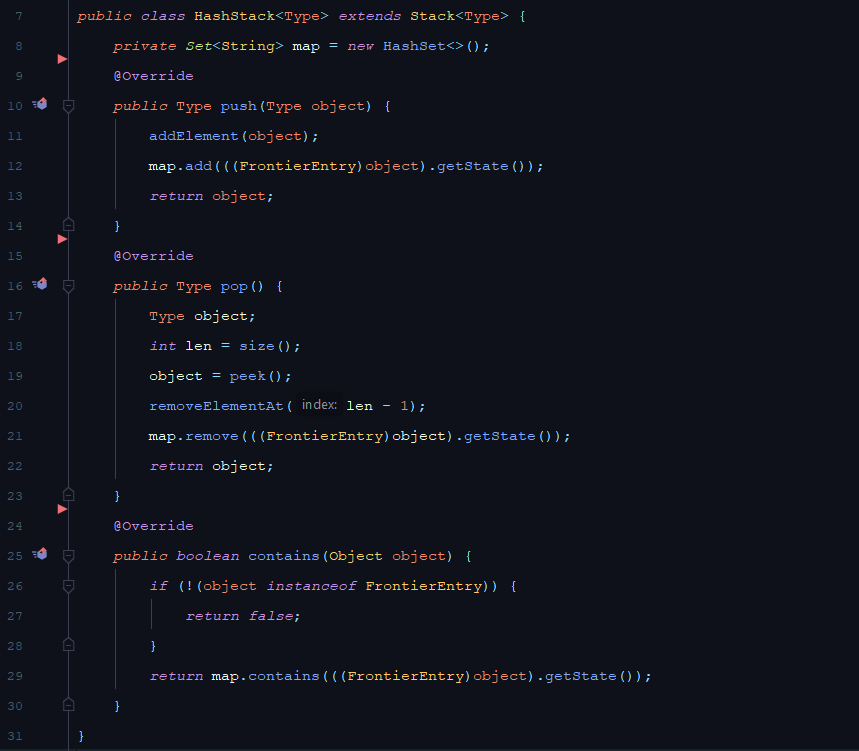 7 public class HashStack<Type> extends Stack<Type> {
8     private Set<String> map = new HashSet<>();
9     @Override
10     public Type push(Type object) {
11         addElement(object);
12         map.add(((FrontierEntry)object).getState());
13         return object;
14     }
15     @Override
16     public Type pop() {
17         Type object;
18         int len = size();
19         object = peek();
20         removeElementAt( index: len - 1);
21         map.remove(((FrontierEntry)object).getState());
22         return object;
23     }
24     @Override
25     public boolean contains(Object object) {
26         if (!(object instanceof FrontierEntry)) {
27             return false;
28         }
29         return map.contains(((FrontierEntry)object).getState());
30     }
31 }